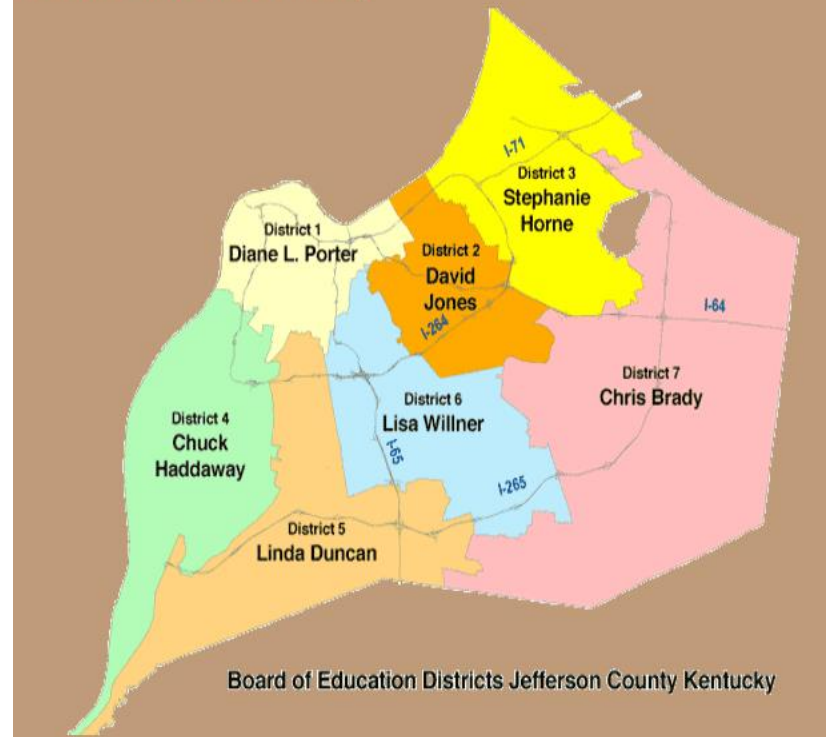 I-71
District 3
Stephanie
Horne
District 1
Diane L. Porter
District 2
David
Jones
I-64
I-264
District 7
Chris Brady
District 6
Lisa Willner
District 4
Chuck
Haddaway
I-65
I-265
District 5
Linda Duncan
Board of Education Districts Jefferson County Kentucky